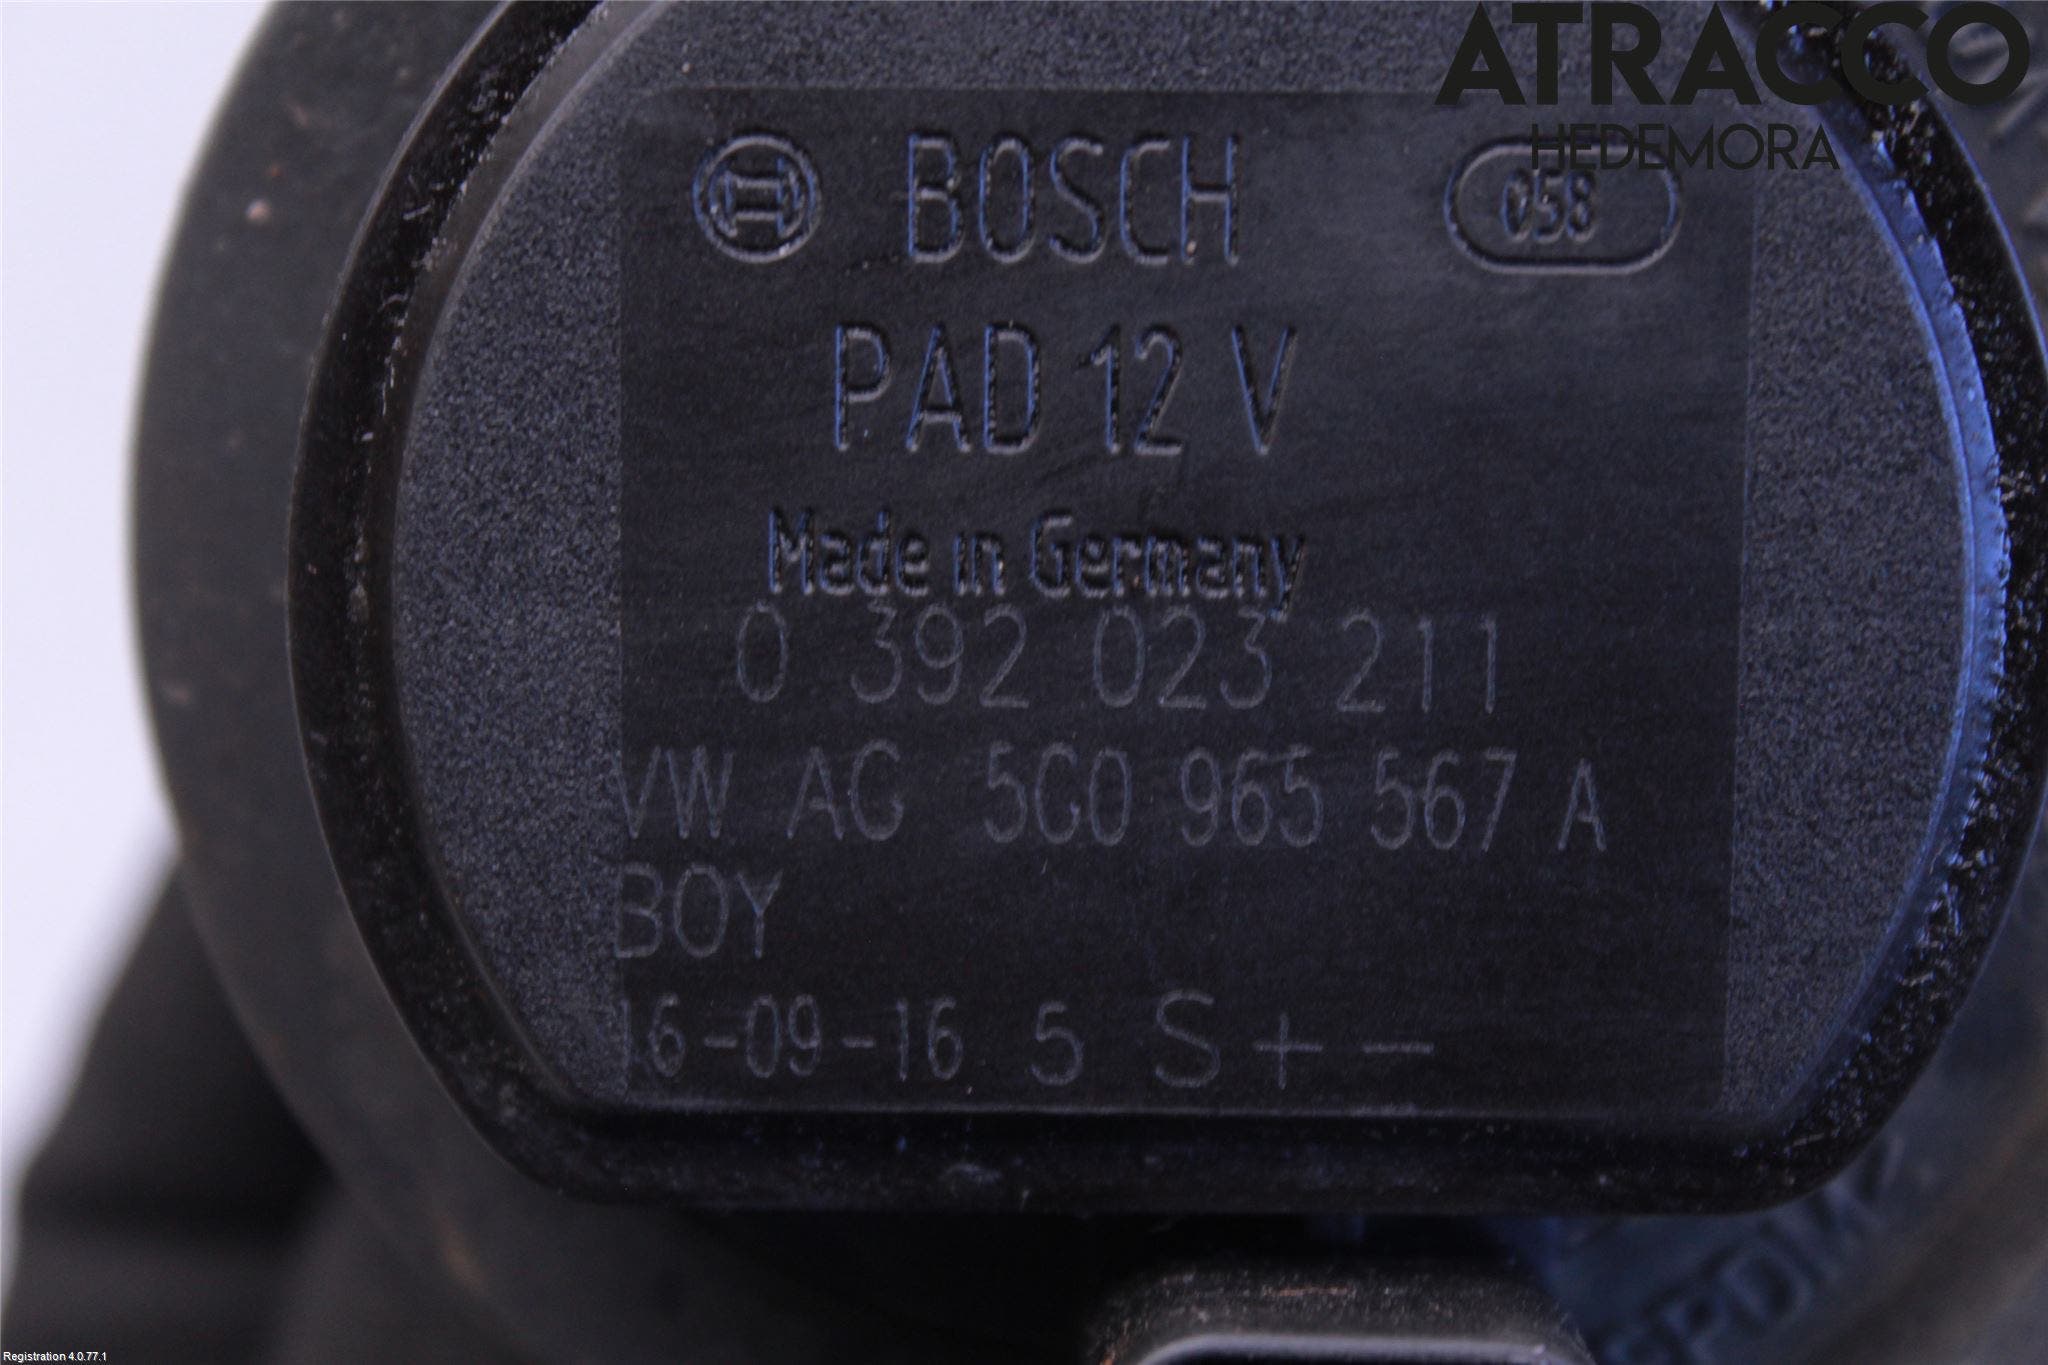 ATRACCO
HEDEMORA
BOSCH
058
PAD 12 V
Made in Germany
0 392 023 211
VW AG 5G0 965 567 A
BOY
16-09-16 5 S + -
Registration 4.0.77.1